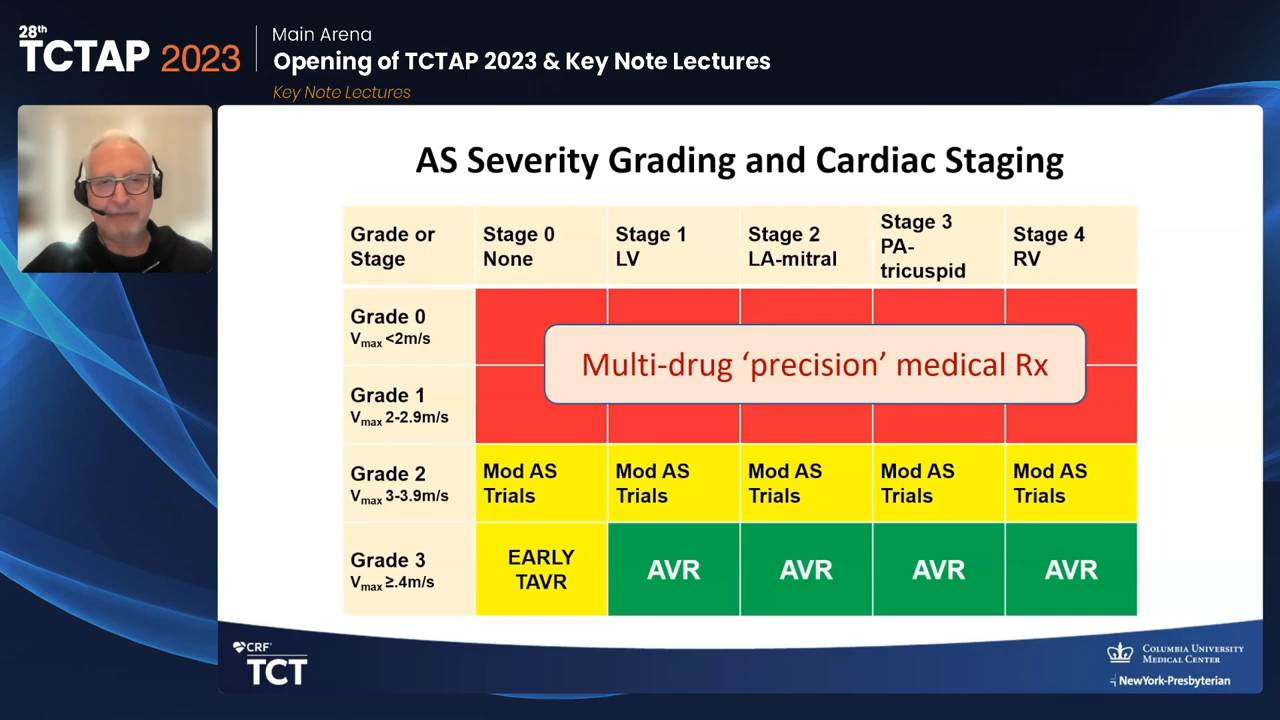 28th
TCTAP 2023
Main Arena
Opening of TCTAP 2023 & Key Note Lectures
Key Note Lectures
AS Severity Grading and Cardiac Staging
Grade or
Stage
Stage 0
None
Stage 1
LV
Stage 2
LA-mitral
Stage 3
PA-
tricuspid
Stage 4
RV
Grade 0
Vmax <2m/s
Multi-drug ‘precision’ medical Rx
Grade 1
Vmax 2-2.9m/s
Grade 2
Vmax 3-3.9m/s
Mod AS
Trials
Mod AS
Trials
Mod AS
Trials
Mod AS
Trials
Mod AS
Trials
Grade 3
Vmax ≥.4m/s
EARLY
TAVR
AVR
AVR
AVR
AVR
CRF
TCT
COLUMBIA UNIVERSITY
MEDICAL CENTER
NewYork-Presbyterian